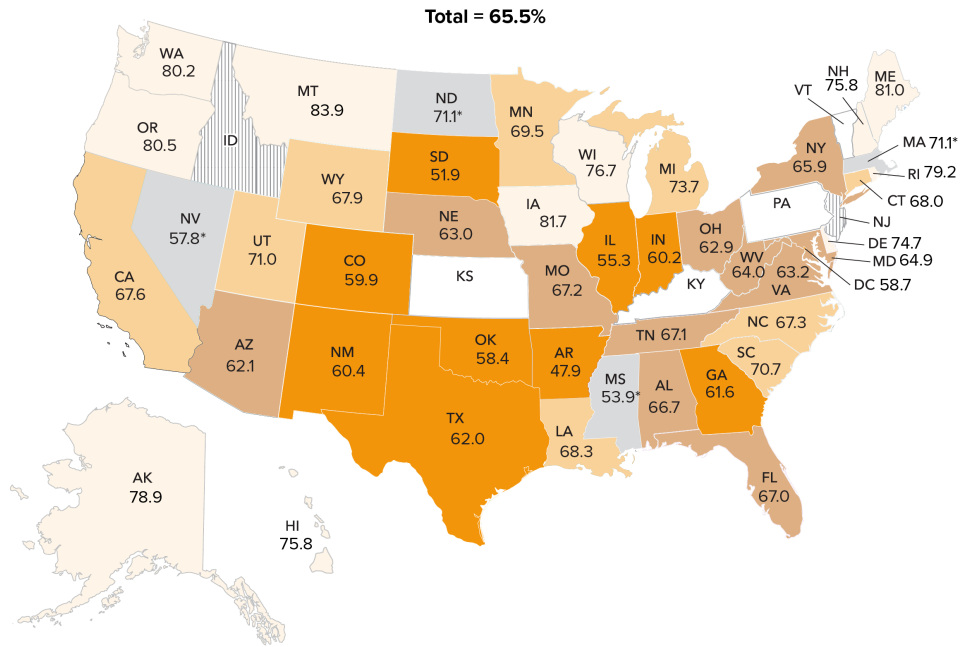 Total = 65.5%
WA
80.2
OR
80.5
CA
67.6
ID
NV
57.8*
MT
83.9
WY
67.9
UT
71.0
AZ
62.1
CO
59.9
NM
60.4
ND
71.1*
SD
51.9
NE
63.0
KS
OK
58.4
TX
62.0
MN
69.5
IA
81.7
MO
67.2
AR
47.9
LA
68.3
WI
76.7
IL
55.3
MI
73.7
IN
60.2
OH
62.9
KY
TN 67.1
MS
53.9*
AL
66.7
GA
61.6
FL
67.0
SC
70.7
NC 67.3
WV
64.0
63.2
VA
PA
NY
65.9
VT
NH
75.8
ME
81.0
MA 71.1*
RI 79.2
CT 68.0
NJ
DE 74.7
MD 64.9
DC 58.7
AK
78.9
HI
75.8